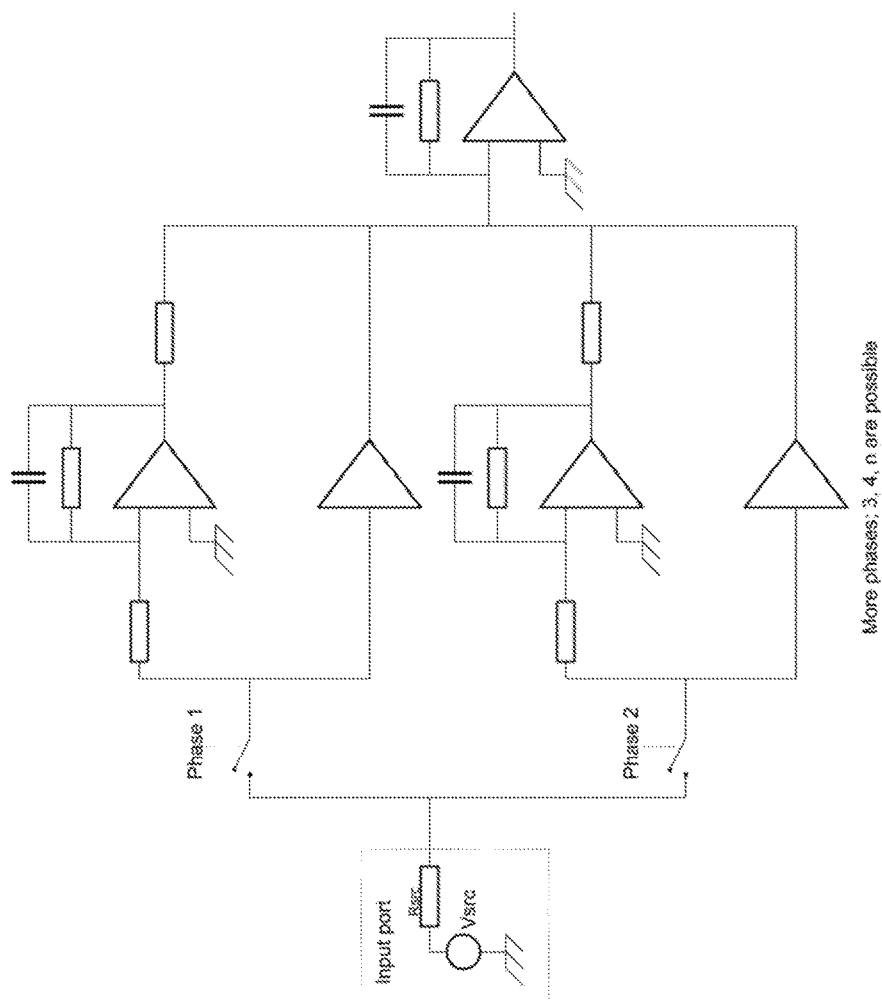 Input port
Rsrc
Vsrc
Phase 1
Phase 2
More phases; 3, 4, n are possible